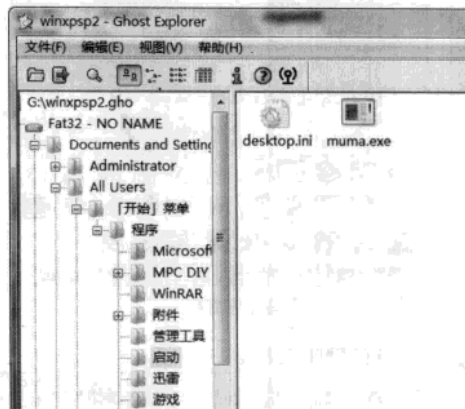 winxpsp2 - Ghost Explorer
文件(F) 编辑(E) 视图(V) 帮助(H)
G:\winxpsp2.gho
Fat32 - NO NAME
Documents and Setting
Administrator
All Users
「开始」菜单
程序
Microsoft
MPC DIY
WinRAR
附件
管理工具
启动
迅雷
游戏
desktop.ini muma.exe